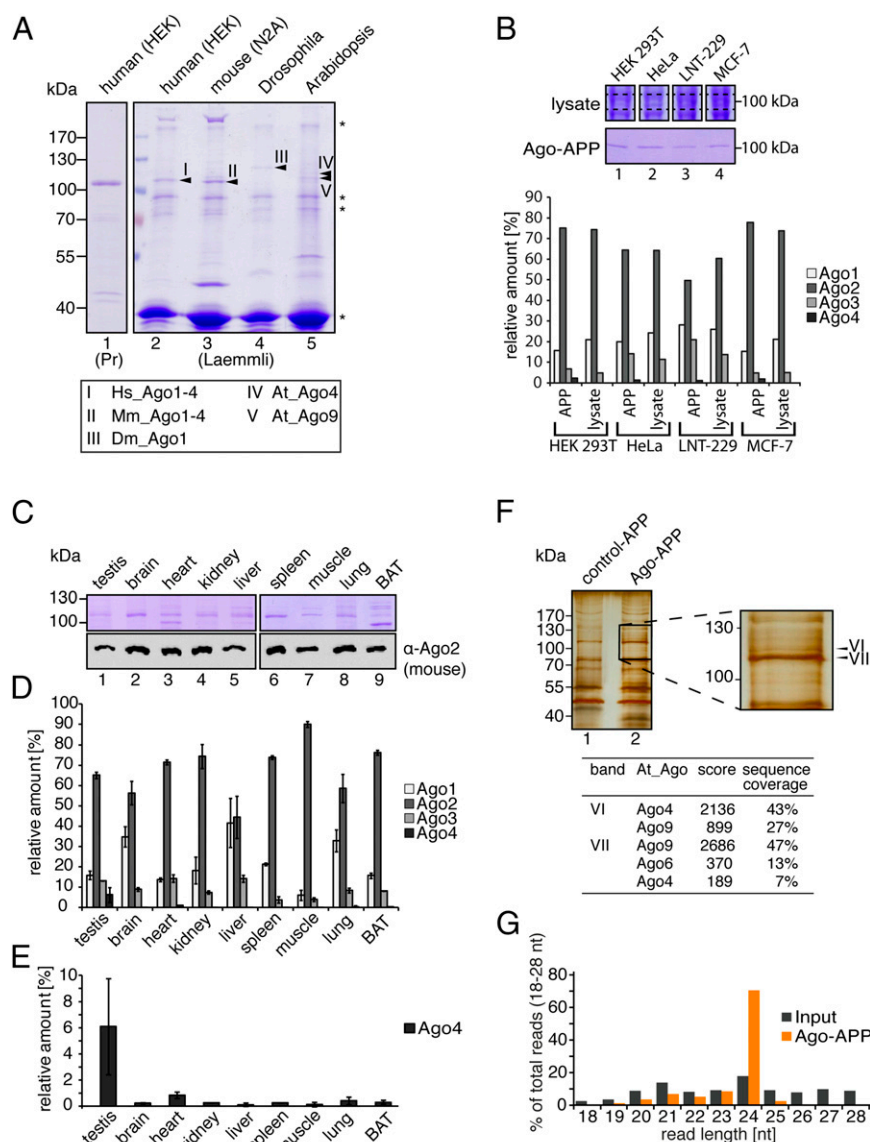 A
human (HEK)
human (HEK)
mouse (N2A)
Drosophila
Arabidopsis
kDa
170
130
100
70
55
40
I
II
III
IV
V
*
*
*
*
1 2 3 4 5
(Pr) (Laemmli)
I Hs_Ago1-4 IV At_Ago4
II Mm_Ago1-4 V At_Ago9
III Dm_Ago1
B
HEK 293T
HeLa
LNT-229
MCF-7
lysate 100 kDa
Ago-APP 100 kDa
1 2 3 4
relative amount [%]
90
80
70
60
50
40
30
20
10
0
Ago1
Ago2
Ago3
Ago4
APP lysate APP lysate APP lysate APP lysate
HEK 293T HeLa LNT-229 MCF-7
C
kDa
testis brain heart kidney liver spleen muscle lung BAT
130
100
α-Ago2
(mouse)
1 2 3 4 5 6 7 8 9
D
relative amount [%]
100
90
80
70
60
50
40
30
20
10
0
Ago1
Ago2
Ago3
Ago4
testis brain heart kidney liver spleen muscle lung BAT
E
relative amount [%]
10
8
6
4
2
0
Ago4
testis brain heart kidney liver spleen muscle lung BAT
F
control-APP
Ago-APP
kDa
170
130
100
70
55
40
1 2
130
100
VI
VII
band At_Ago score sequence
coverage
VI Ago4 2136 43%
Ago9 899 27%
VII Ago9 2686 47%
Ago6 370 13%
Ago4 189 7%
G
% of total reads (18-28 nt)
80
60
40
20
0
Input
Ago-APP
18 19 20 21 22 23 24 25 26 27 28
read length [nt]